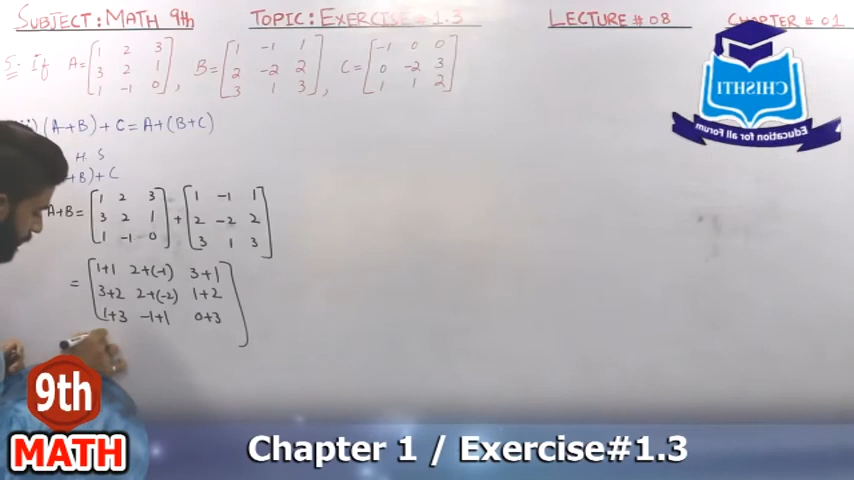 SUBJECT: MATH 9th TOPIC: EXERCISE # 1.3 LECTURE # 08 CHAPTER # 01
5. If A = [1 2 3
3 2 1
1 -1 0], B = [1 -1 1
2 -2 2
3 1 3], C = [-1 0 0
0 -2 3
1 1 2]
CHISHTI
Education for all Forum
) (A+B) + C = A + (B+C)
H. S
+B) + C
A+B = [1 2 3
3 2 1
1 -1 0] + [1 -1 1
2 -2 2
3 1 3]
= [1+1 2+(-1) 3+1
3+2 2+(-2) 1+2
1+3 -1+1 0+3]
9th
MATH
Chapter 1 / Exercise#1.3